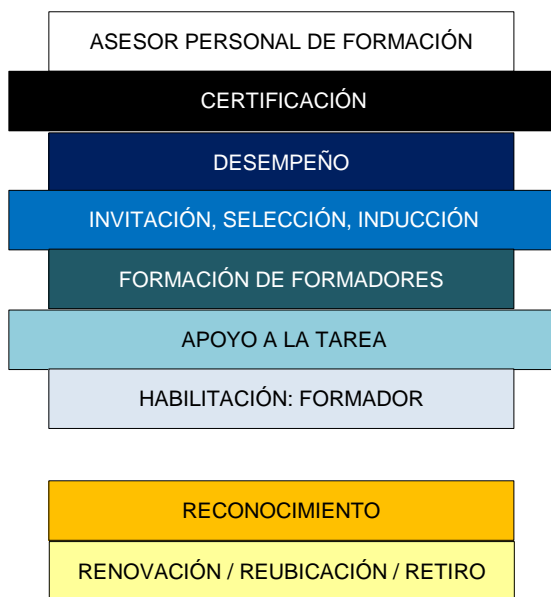 ASESOR PERSONAL DE FORMACIÓN
CERTIFICACIÓN
DESEMPEÑO
INVITACIÓN, SELECCIÓN, INDUCCIÓN
FORMACIÓN DE FORMADORES
APOYO A LA TAREA
HABILITACIÓN: FORMADOR
RECONOCIMIENTO
RENOVACIÓN / REUBICACIÓN / RETIRO